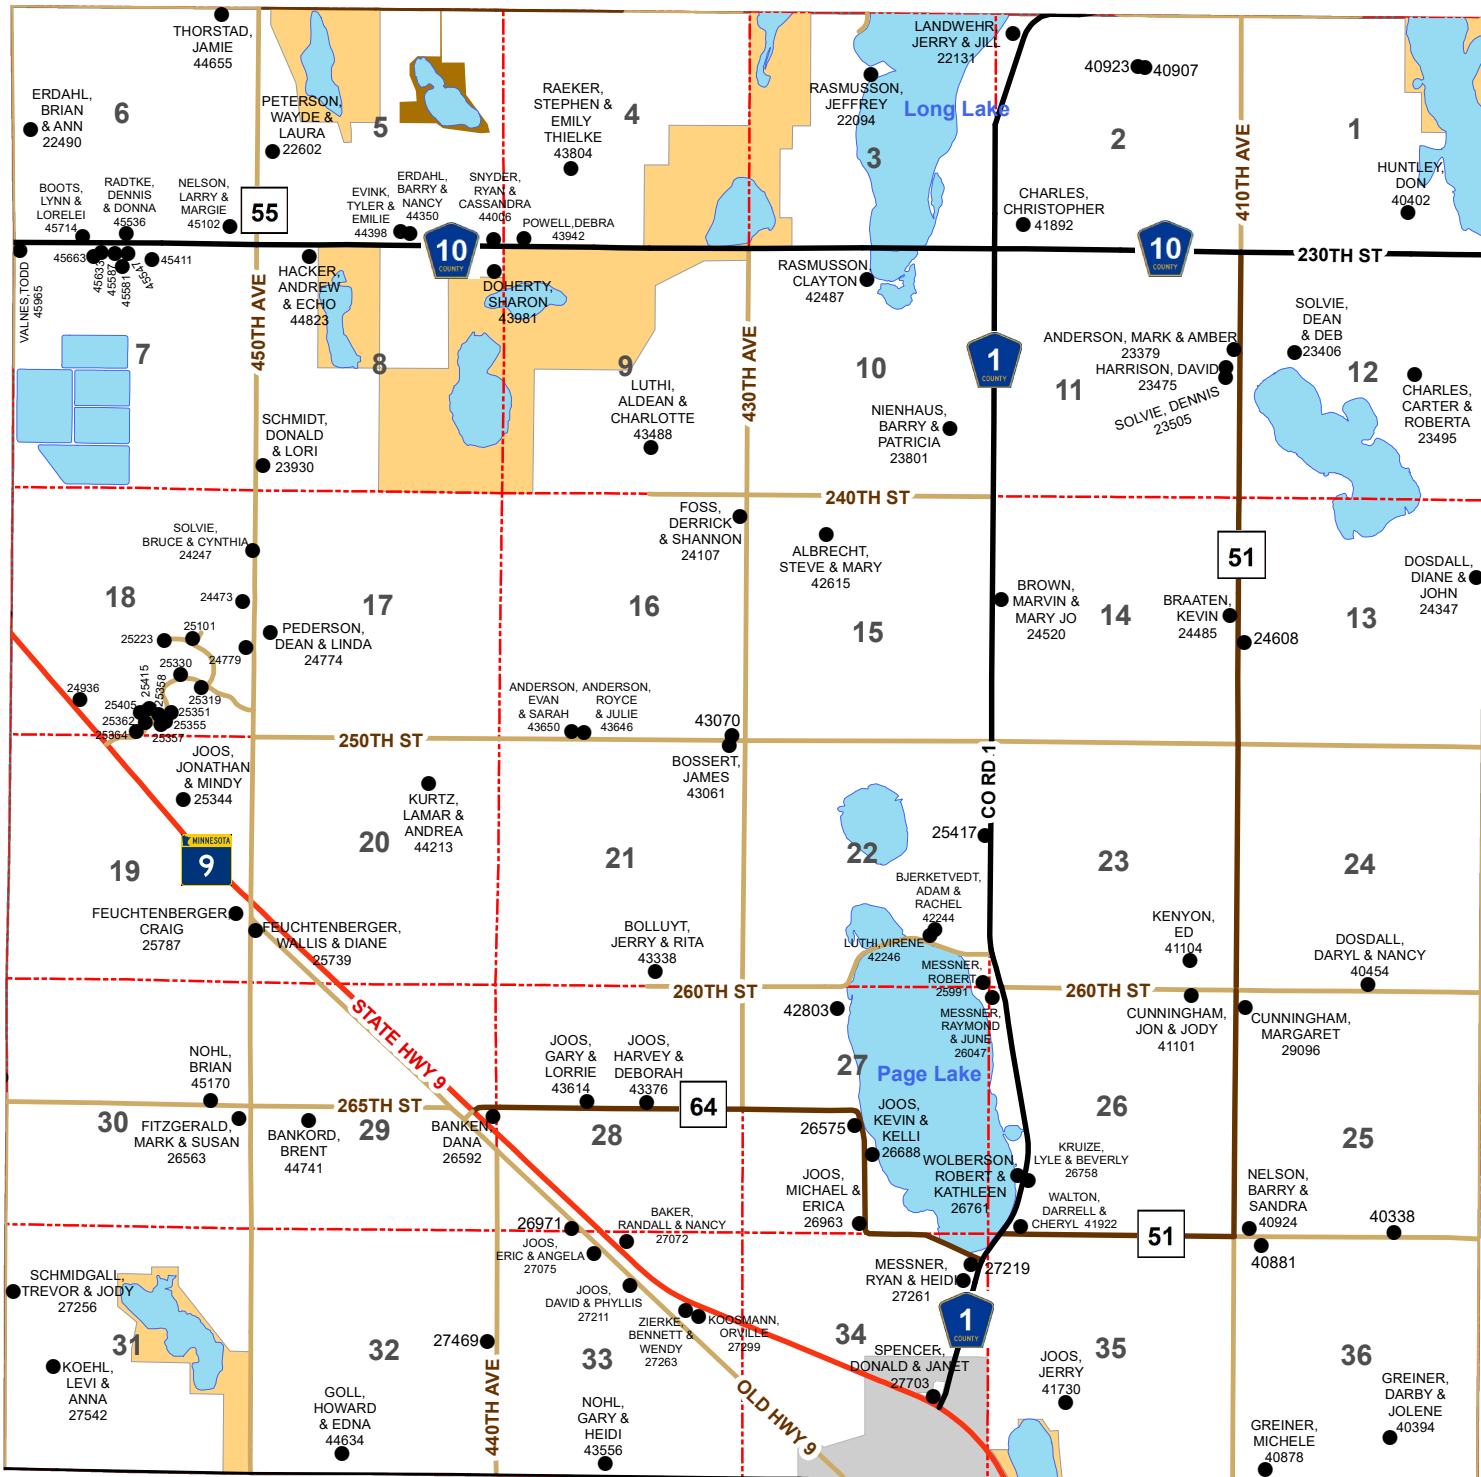 THORSTAD,
JAMIE
44655
LANDWEHR,
JERRY & JILL
22131
40923
40907
ERDAHL,
BRIAN
& ANN
22490
6
PETERSON,
WAYDE &
LAURA
22602
5
RAEKER,
STEPHEN &
EMILY
THIELKE
43804
4
RASMUSSON,
JEFFREY
22094
Long Lake
3
2
410TH AVE
1
HUNTLEY,
DON
40402
BOOTS,
LYNN &
LORELEI
45714
RADTKE,
DENNIS
& DONNA
45536
NELSON,
LARRY &
MARGIE
45102
55
EVINK,
TYLER &
EMILIE
44398
ERDAHL,
BARRY &
NANCY
44350
SNYDER,
RYAN &
CASSANDRA
44006
POWELL,DEBRA
43942
CHARLES,
CHRISTOPHER
41892
10
COUNTY
10
COUNTY
230TH ST
VALNES,TODD
45965
45663
45633
45587
45581
45547
45411
HACKER,
ANDREW
& ECHO
44823
450TH AVE
DOHERTY,
SHARON
43981
RASMUSSON,
CLAYTON
42487
430TH AVE
1
COUNTY
ANDERSON, MARK & AMBER
23379
HARRISON, DAVID
23475
SOLVIE, DENNIS
23505
SOLVIE,
DEAN
& DEB
23406
7
8
9
10
11
12
LUTHI,
ALDEAN &
CHARLOTTE
43488
NIENHAUS,
BARRY &
PATRICIA
23801
CHARLES,
CARTER &
ROBERTA
23495
SCHMIDT,
DONALD
& LORI
23930
240TH ST
SOLVIE,
BRUCE & CYNTHIA
24247
FOSS,
DERRICK
& SHANNON
24107
ALBRECHT,
STEVE & MARY
42615
51
DOSDALL,
DIANE &
JOHN
24347
18
24473
17
16
15
BROWN,
MARVIN &
MARY JO
24520
14
BRAATEN,
KEVIN
24485
24608
13
25223
25101
24779
PEDERSON,
DEAN & LINDA
24774
25330
25319
24936
25415
25358
25405
25362
25364
25351
25355
25357
ANDERSON,
EVAN
& SARAH
43650
ANDERSON,
ROYCE
& JULIE
43646
43070
250TH ST
BOSSERT,
JAMES
43061
JOOS,
JONATHAN
& MINDY
25344
KURTZ,
LAMAR &
ANDREA
44213
CO RD 1
25417
MINNESOTA
9
19
20
21
22
23
24
BJERKETVEDT,
ADAM &
RACHEL
42244
LUTHI,VIRENE
42246
FEUCHTENBERGER,
CRAIG
25787
FEUCHTENBERGER,
WALLIS & DIANE
25739
BOLLUYT,
JERRY & RITA
43338
KENYON,
ED
41104
DOSDALL,
DARYL & NANCY
40454
260TH ST
MESSNER,
ROBERT
25991
260TH ST
STATE HWY 9
42803
MESSNER,
RAYMOND
& JUNE
26047
CUNNINGHAM,
JON & JODY
41101
CUNNINGHAM,
MARGARET
29096
NOHL,
BRIAN
45170
JOOS,
GARY &
LORRIE
43614
JOOS,
HARVEY &
DEBORAH
43376
27
Page Lake
265TH ST
64
26
30
FITZGERALD,
MARK & SUSAN
26563
BANKORD,
BRENT
44741
29
BANKEN,
DANA
26592
28
26575
JOOS,
KEVIN &
KELLI
26688
25
JOOS,
MICHAEL &
ERICA
26963
WOLBERSON,
ROBERT &
KATHLEEN
26761
KRUIZE,
LYLE & BEVERLY
26758
WALTON,
DARRELL &
CHERYL 41922
NELSON,
BARRY &
SANDRA
40924
26971
BAKER,
RANDALL & NANCY
27072
51
40338
40881
JOOS,
ERIC & ANGELA
27075
MESSNER,
RYAN & HEIDI
27261
27219
SCHMIDGALL,
TREVOR & JODY
27256
JOOS,
DAVID & PHYLLIS
27211
ZIERKE,
BENNETT &
WENDY
27263
KOOSMANN,
ORVILLE
27299
1
COUNTY
31
32
27469
33
34
35
36
KOEHL,
LEVI &
ANNA
27542
SPENCER,
DONALD & JANET
27703
JOOS,
JERRY
41730
GOLL,
HOWARD
& EDNA
44634
440TH AVE
NOHL,
GARY &
HEIDI
43556
OLD HWY 9
GREINER,
DARBY &
JOLENE
40394
GREINER,
MICHELE
40878